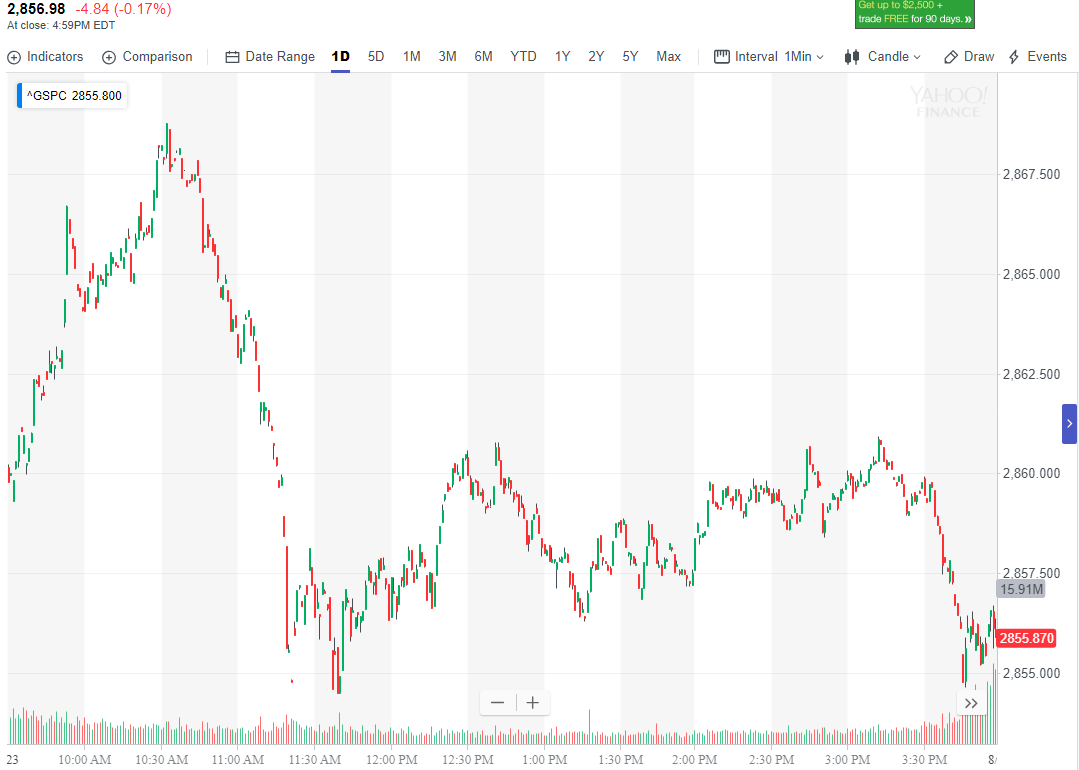 2,856.98 -4.84 (-0.17%)
At close: 4:59PM EDT
Get up to $2,500 +
trade FREE for 90 days. »
Indicators Comparison Date Range 1D 5D 1M 3M 6M YTD 1Y 2Y 5Y Max Interval 1Min Candle Draw Events
^GSPC 2855.800
YAHOO!
FINANCE
2,867.500
2,865.000
2,862.500
2,860.000
2,857.500
15.91M
2855.870
2,855.000
23 10:00 AM 10:30 AM 11:00 AM 11:30 AM 12:00 PM 12:30 PM 1:00 PM 1:30 PM 2:00 PM 2:30 PM 3:00 PM 3:30 PM 8/